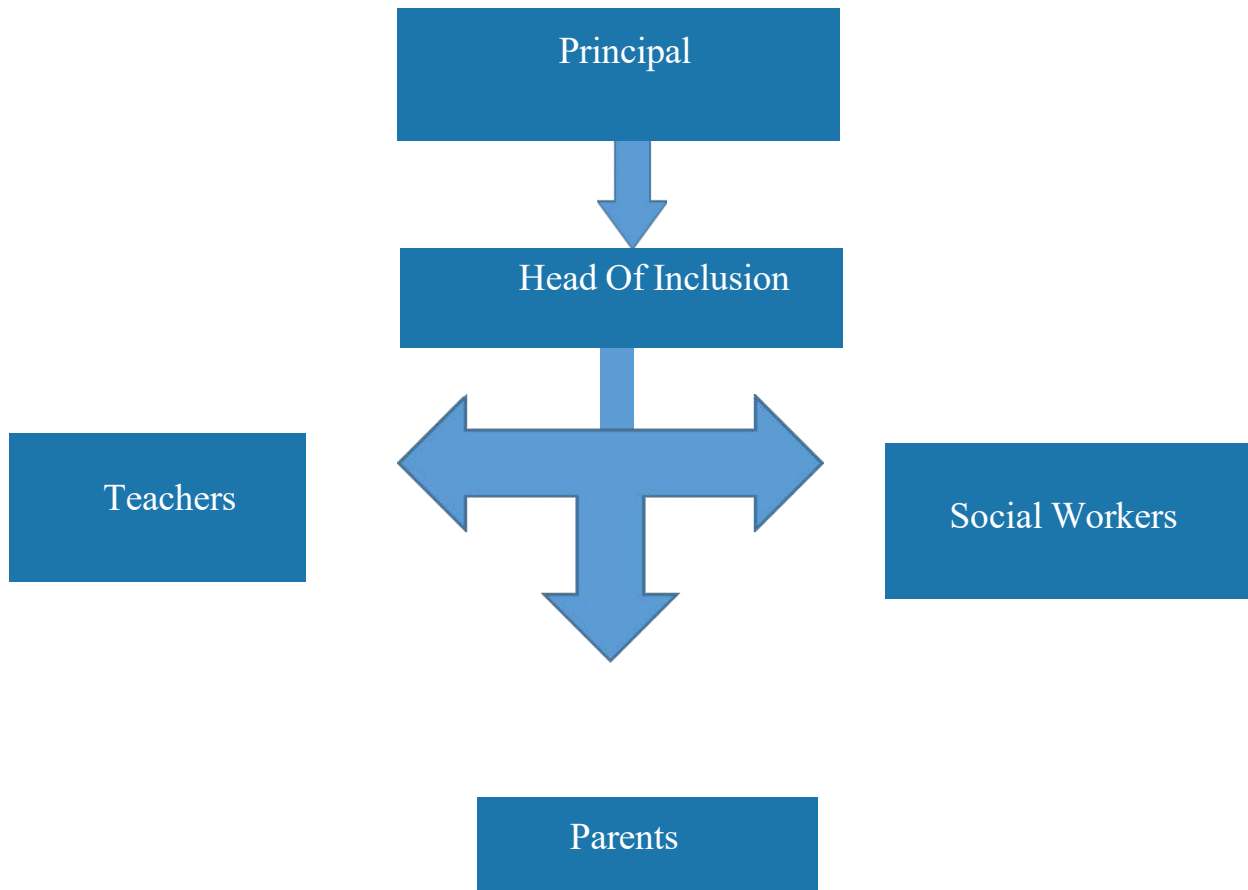 Principal
Head Of Inclusion
Teachers
Social Workers
Parents